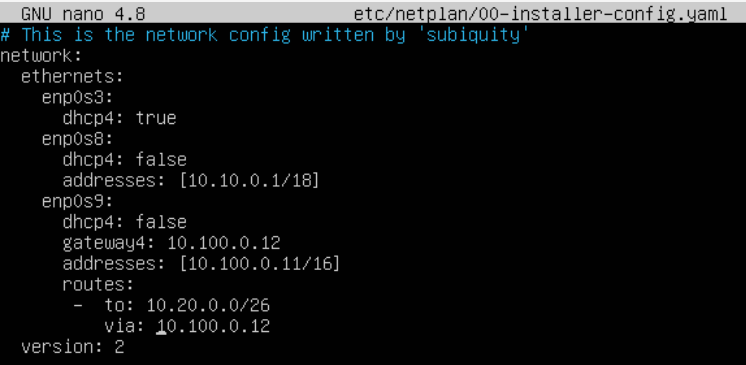 GNU nano 4.8 etc/netplan/00-installer-config.yaml
# This is the network config written by 'subiquity'
network:
  ethernets:
    enp0s3:
      dhcp4: true
    enp0s8:
      dhcp4: false
      addresses: [10.10.0.1/18]
    enp0s9:
      dhcp4: false
      gateway4: 10.100.0.12
      addresses: [10.100.0.11/16]
      routes:
       -  to: 10.20.0.0/26
          via: 10.100.0.12
  version: 2